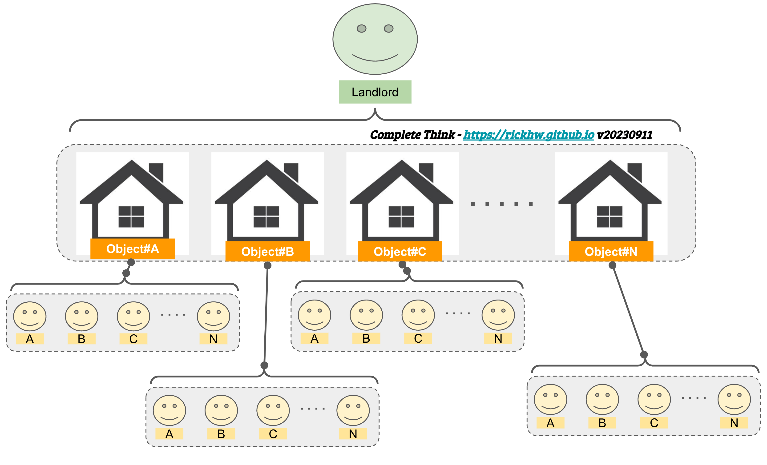 Landlord
Complete Think - https://rickhw.github.io v20230911
Object#A
Object#B
Object#C
.....
Object#N
A B C .... N
A B C .... N
A B C .... N
A B C .... N